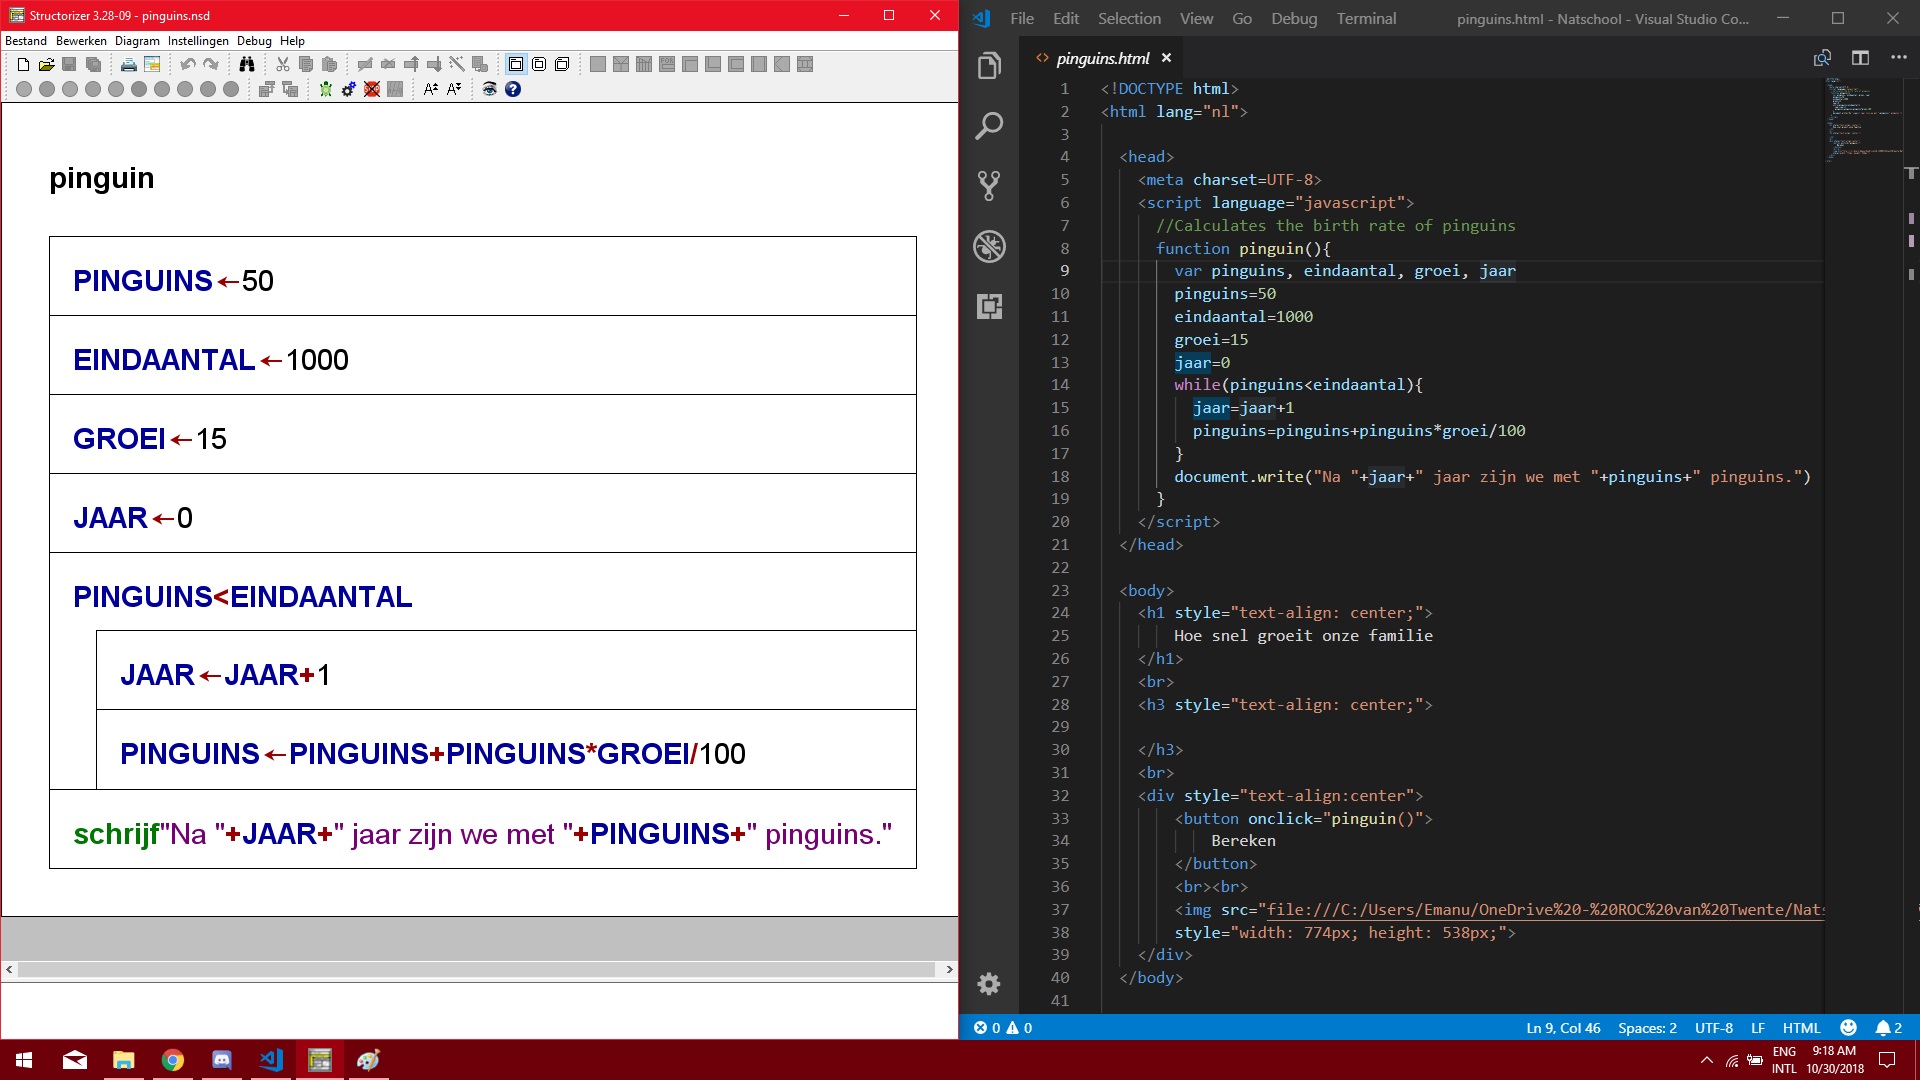 Structorizer 3.28-09 - pinguins.nsd
Bestand Bewerken Diagram Instellingen Debug Help
pinguin
PINGUINS←50
EINDAANTAL←1000
GROEI←15
JAAR←0
PINGUINS<EINDAANTAL
JAAR←JAAR+1
PINGUINS←PINGUINS+PINGUINS*GROEI/100
schrijf"Na "+JAAR+" jaar zijn we met "+PINGUINS+" pinguins."
File Edit Selection View Go Debug Terminal pinguins.html - Natschool - Visual Studio Co...
<> pinguins.html
1 <!DOCTYPE html>
2 <html lang="nl">
3
4 <head>
5 <meta charset=UTF-8>
6 <script language="javascript">
7 //Calculates the birth rate of pinguins
8 function pinguin(){
9 var pinguins, eindaantal, groei, jaar
10 pinguins=50
11 eindaantal=1000
12 groei=15
13 jaar=0
14 while(pinguins<eindaantal){
15 jaar=jaar+1
16 pinguins=pinguins+pinguins*groei/100
17 }
18 document.write("Na "+jaar+" jaar zijn we met "+pinguins+" pinguins.")
19 }
20 </script>
21 </head>
22
23 <body>
24 <h1 style="text-align: center;">
25 Hoe snel groeit onze familie
26 </h1>
27 <br>
28 <h3 style="text-align: center;">
29
30 </h3>
31 <br>
32 <div style="text-align:center">
33 <button onclick="pinguin()">
34 Bereken
35 </button>
36 <br><br>
37 <img src="file:///C:/Users/Emanu/OneDrive%20-%20ROC%20van%20Twente/Nats
38 style="width: 774px; height: 538px;">
39 </div>
40 </body>
41
0 0 Ln 9, Col 46 Spaces: 2 UTF-8 LF HTML 2
ENG 9:18 AM
INTL 10/30/2018